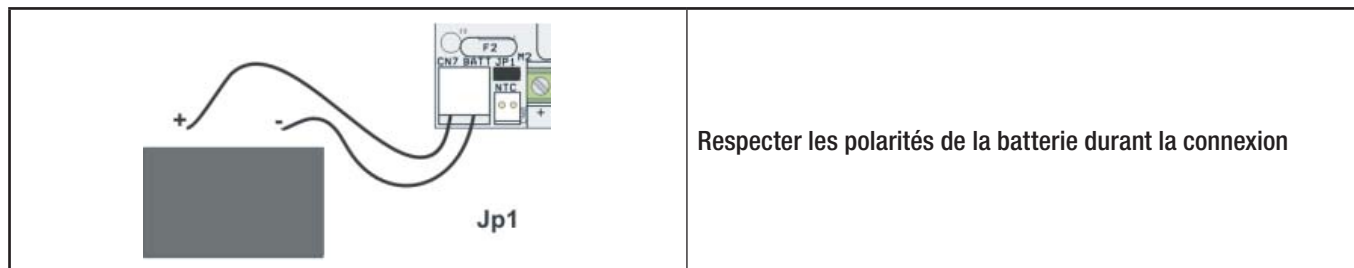 F2
M2
CN7 BATT JP1
NTC
+ -
+
Jp1
Respecter les polarités de la batterie durant la connexion